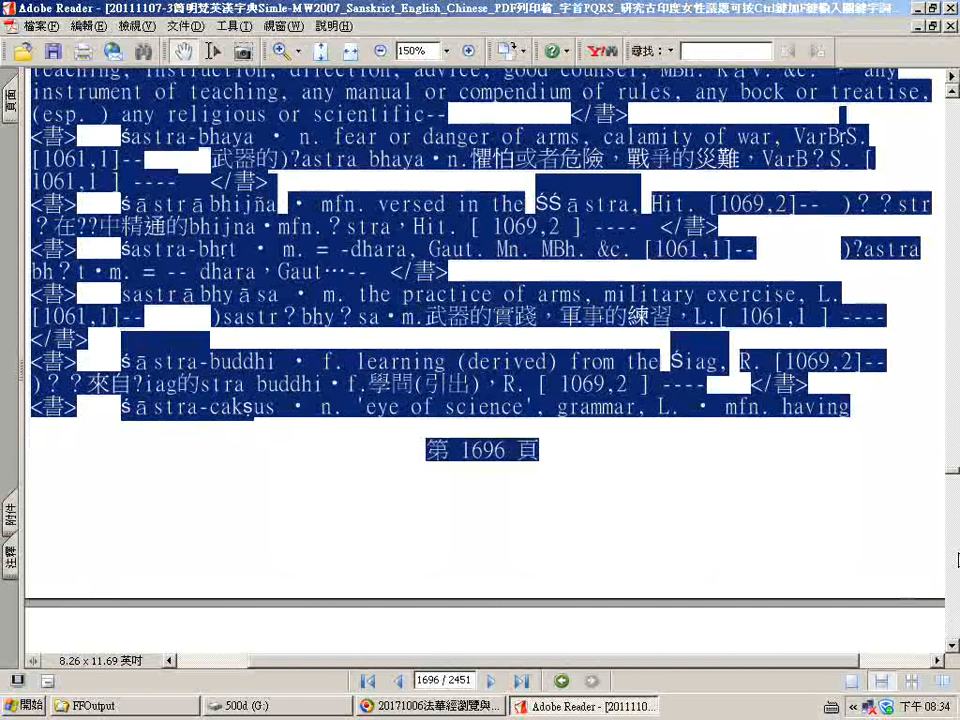 Adobe Reader - [20111107-3簡明梵英漢字典Simle-MW2007_Sanskrict_English_Chinese_PDF列印檔_字首PQRS_研究古印度女性議題可按Ctrl鍵加F鍵輸入關鍵字詞...
檔案(F) 編輯(E) 檢視(V) 文件(D) 工具(T) 視窗(W) 說明(H)
150% Y! 尋找:
頁面
附件
注釋
teaching, instruction, direction, advice, good counsel, MBh. Kāv. &c. • any
instrument of teaching, any manual or compendium of rules, any bock or treatise,
(esp. ) any religious or scientific-- </書>
<書> śastra-bhaya • n. fear or danger of arms, calamity of war, VarBrS.
[1061,1]-- 武器的)?astra bhaya•n.懼怕或者危險，戰爭的災難，VarB？S. [
1061,1 ] ---- </書>
<書> śāstrābhijña • mfn. versed in the ŚŚāstra, Hit. [1069,2]-- )？？str
？在??中精通的bhijna•mfn.？stra，Hit. [ 1069,2 ] ---- </書>
<書> śastra-bhṛt • m. = -dhara, Gaut. Mn. MBh. &c. [1061,1]-- )?astra
bh？t•m. = -- dhara，Gaut…-- </書>
<書> sastrābhyāsa • m. the practice of arms, military exercise, L.
[1061,1]-- )sastr？bhy？sa•m.武器的實踐，軍事的練習，L.[ 1061,1 ] ----
</書>
<書> śāstra-buddhi • f. learning (derived) from the Śiag, R. [1069,2]--
)？？來自?iag的stra buddhi•f.學問(引出)，R. [ 1069,2 ] ---- </書>
<書> śāstra-cakṣus • n. 'eye of science', grammar, L. • mfn. having
第 1696 頁
8.26 x 11.69 英吋
1696 / 2451
開始 FFOutput 500d (G:) 20171006法華經瀏覽與... Adobe Reader - [2011110... « 下午 08:34